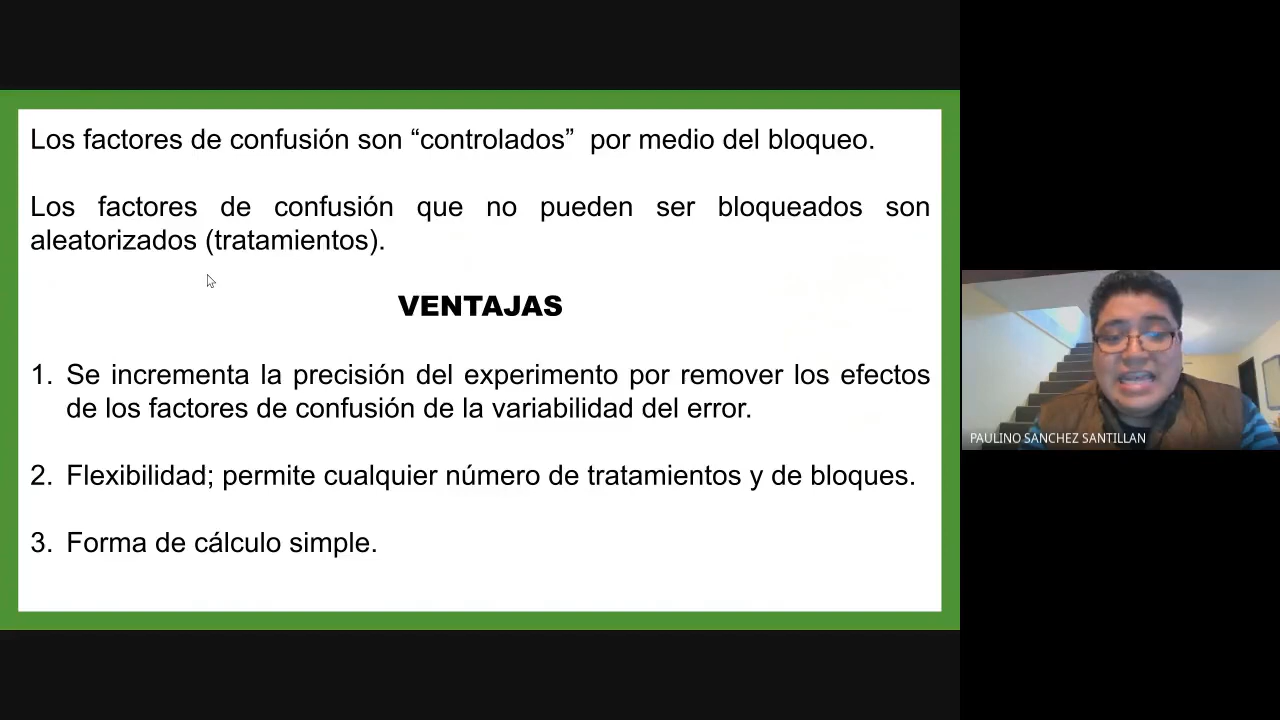 Los factores de confusión son “controlados”  por medio del bloqueo.
Los factores de confusión que no pueden ser bloqueados son
aleatorizados (tratamientos).
VENTAJAS
1. Se incrementa la precisión del experimento por remover los efectos
de los factores de confusión de la variabilidad del error.
2. Flexibilidad; permite cualquier número de tratamientos y de bloques.
3. Forma de cálculo simple.
PAULINO SANCHEZ SANTILLAN